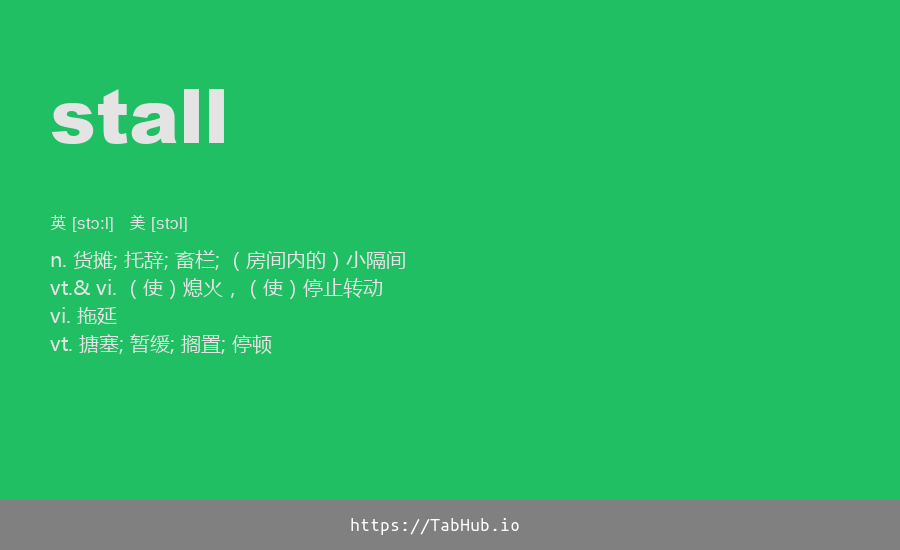 stall
英 [stɔːl] 美 [stɔl]
n. 货摊; 托辞; 畜栏; （房间内的）小隔间
vt.& vi. （使）熄火，（使）停止转动
vi. 拖延
vt. 搪塞; 暂缓; 搁置; 停顿
https://TabHub.io